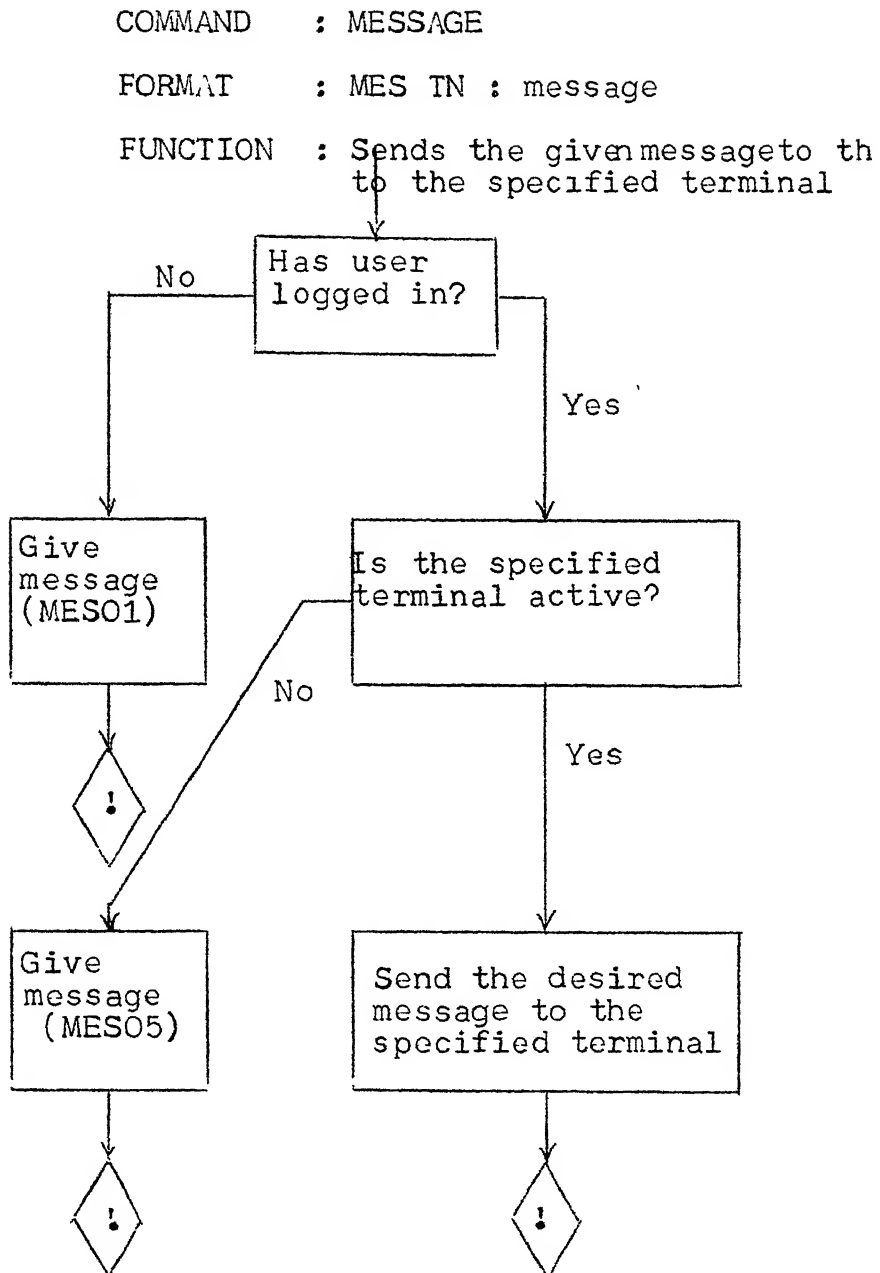 COMMAND : MESSAGE
FORMAT : MES TN : message
FUNCTION : Sends the given message to th
to the specified terminal
Has user
logged in?
No
Yes
Give
message
(MESO1)
Is the specified
terminal active?
No
Yes
!
Give
message
(MESO5)
Send the desired
message to the
specified terminal
!
!